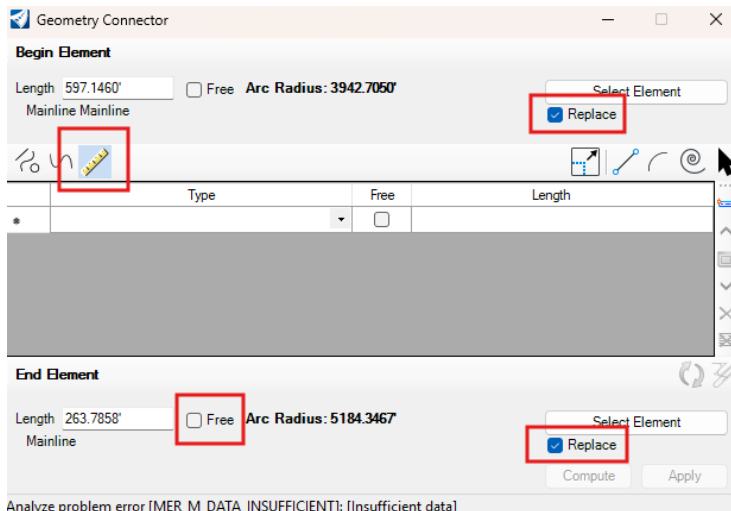 Geometry Connector
Begin Element
Length 597.1460' Free Arc Radius: 3942.7050' Select Element
Mainline Mainline Replace
Type Free Length
*
End Element
Length 263.7858' Free Arc Radius: 5184.3467' Select Element
Mainline Replace
Compute Apply
Analyze problem error [MER_M_DATA_INSUFFICIENT]: [Insufficient data]